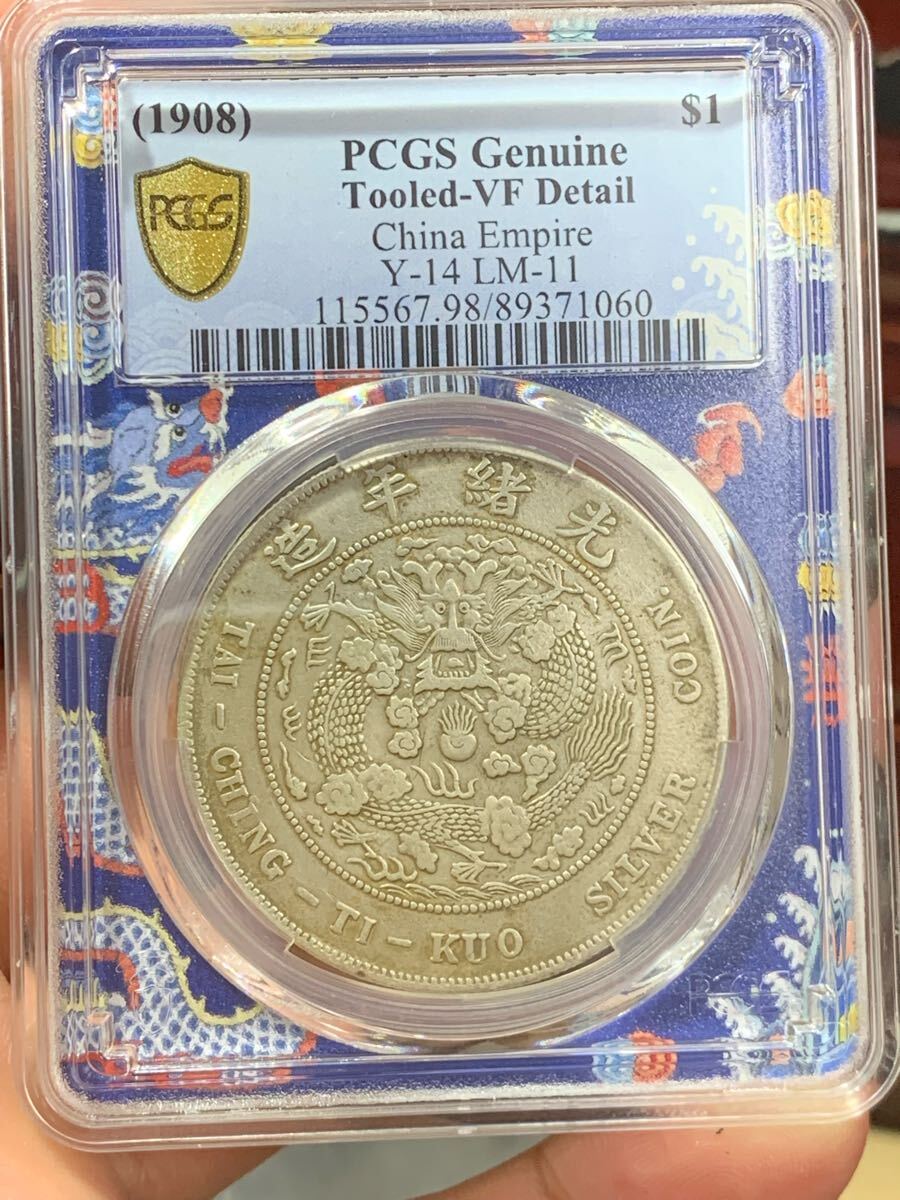 (1908) $1
PCGS Genuine
PCGS
Tooled-VF Detail
China Empire
Y-14 LM-11
115567.98/89371060
造年緒光
TAI-CHING-TI-KUO SILVER COIN.
PCGS